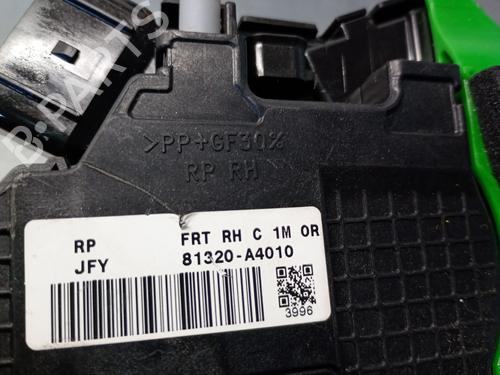 B-PARTS
>PP+GF30%
RP RH
RP FRT RH C 1M OR
JFY 81320-A4010
3996